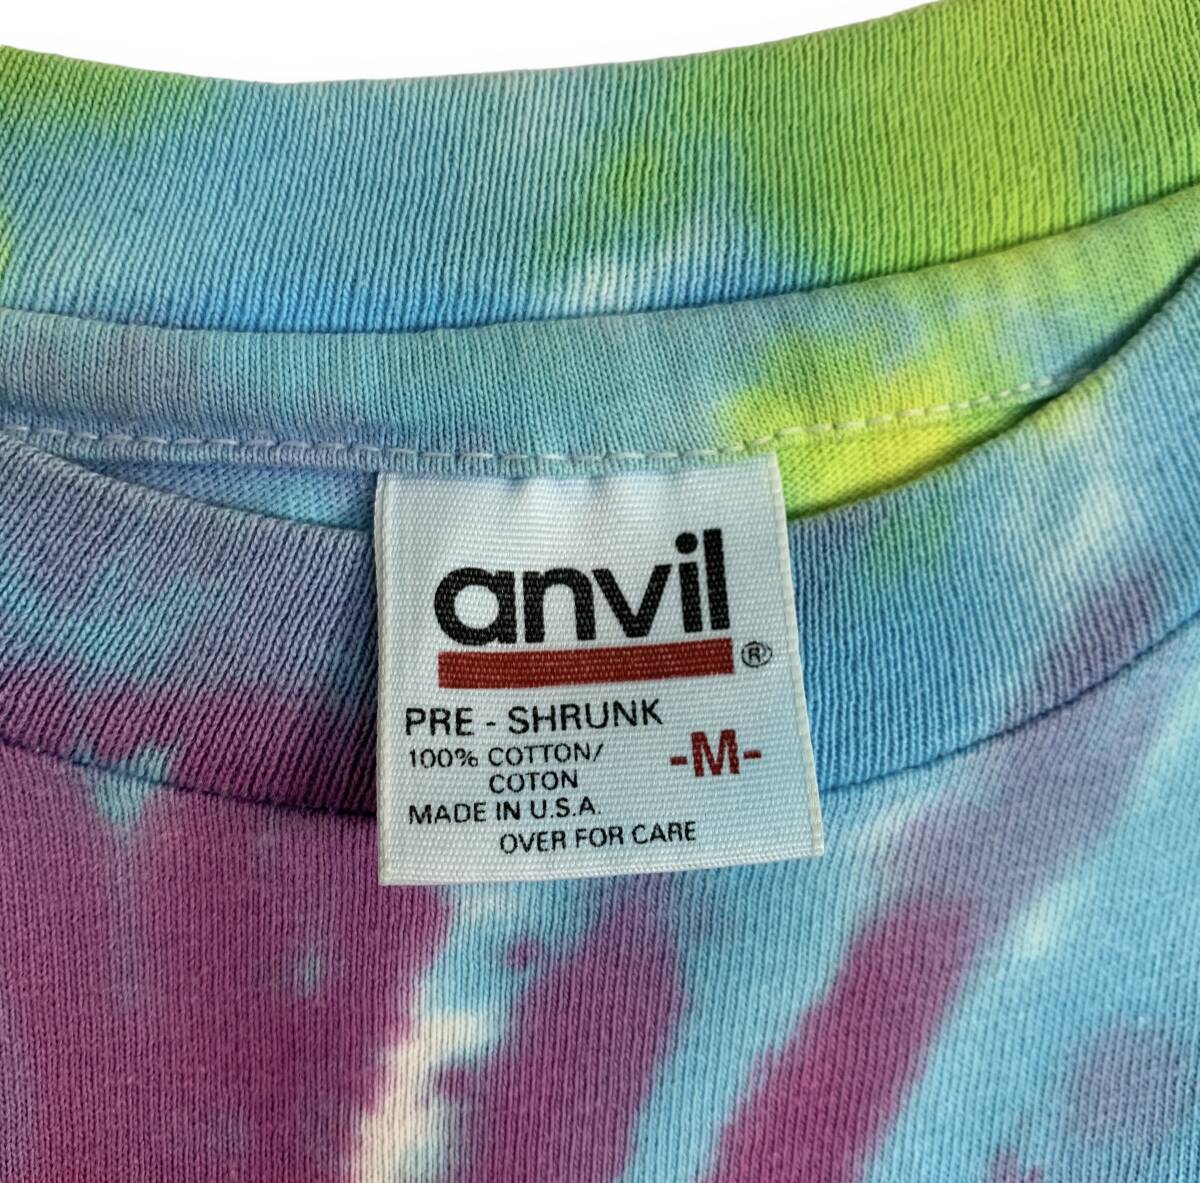 anvil
®
PRE - SHRUNK
100% COTTON/
COTON
-M-
MADE IN U.S.A.
OVER FOR CARE